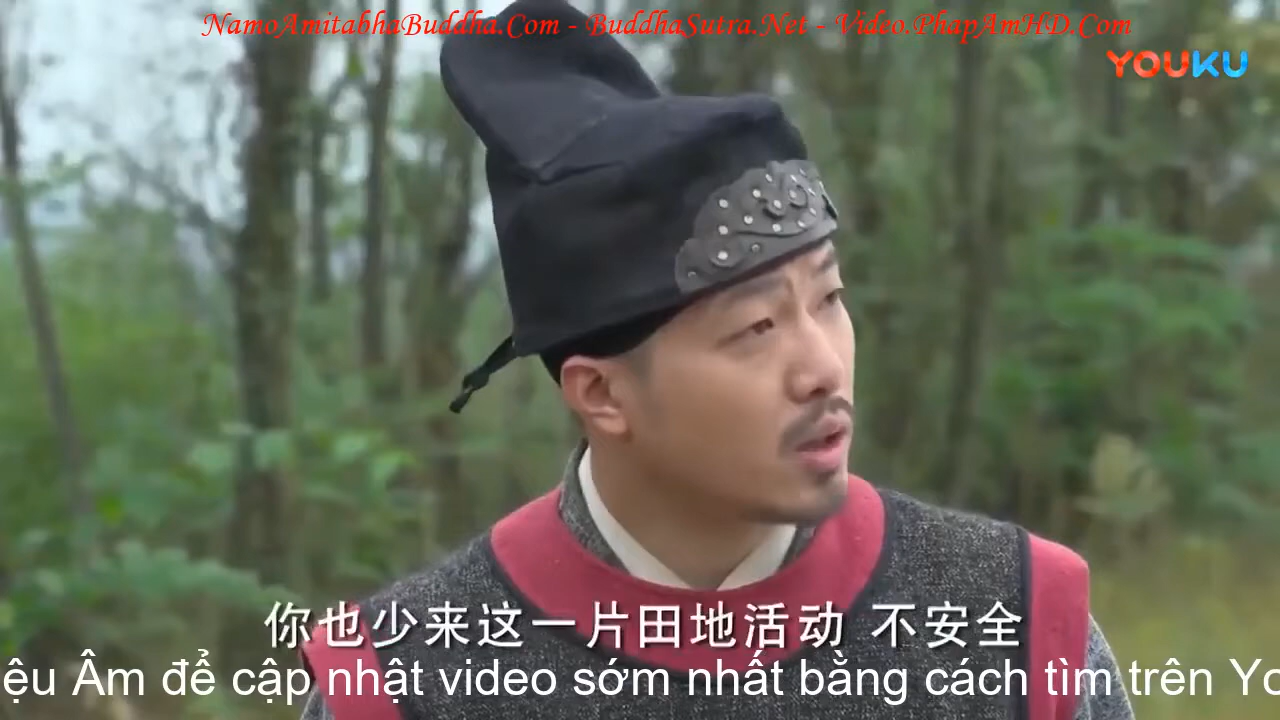 NamoAmitabhaBuddha.Com - BuddhaSutra.Net - Video.PhapAmHD.Com
YOUKU
你也少来这一片田地活动 不安全
ệu Âm để cập nhật video sớm nhất bằng cách tìm trên Yo